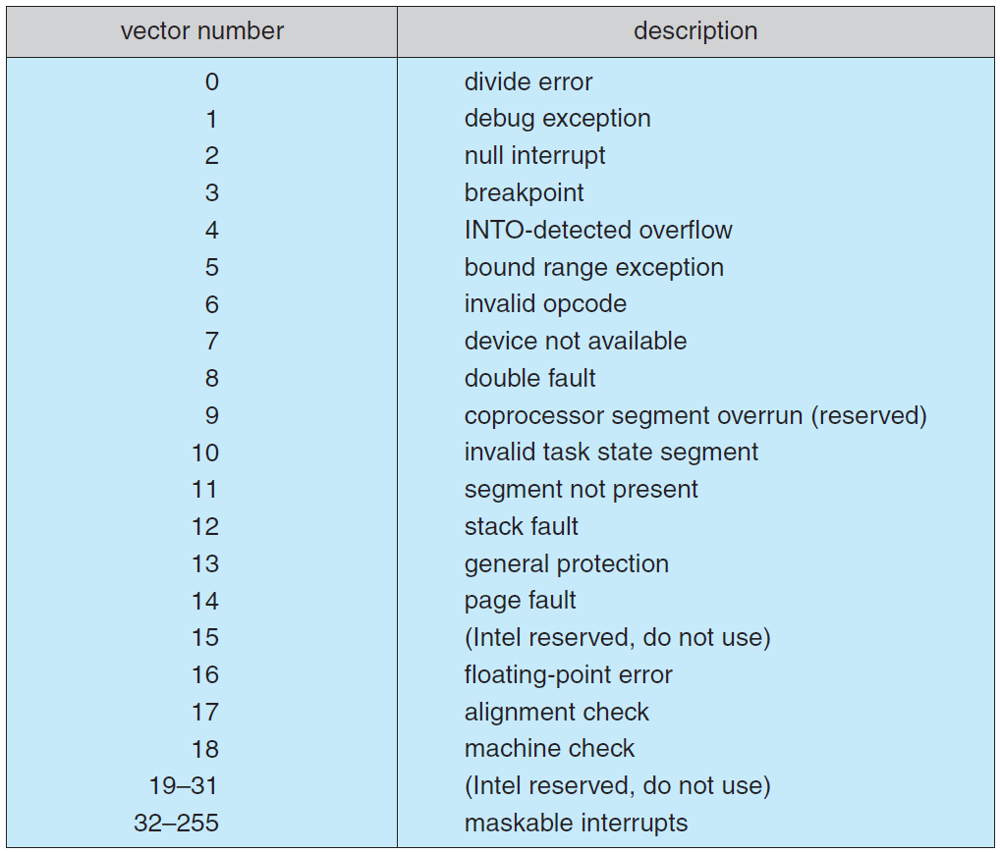 vector number description
0 divide error
1 debug exception
2 null interrupt
3 breakpoint
4 INTO-detected overflow
5 bound range exception
6 invalid opcode
7 device not available
8 double fault
9 coprocessor segment overrun (reserved)
10 invalid task state segment
11 segment not present
12 stack fault
13 general protection
14 page fault
15 (Intel reserved, do not use)
16 floating-point error
17 alignment check
18 machine check
19–31 (Intel reserved, do not use)
32–255 maskable interrupts